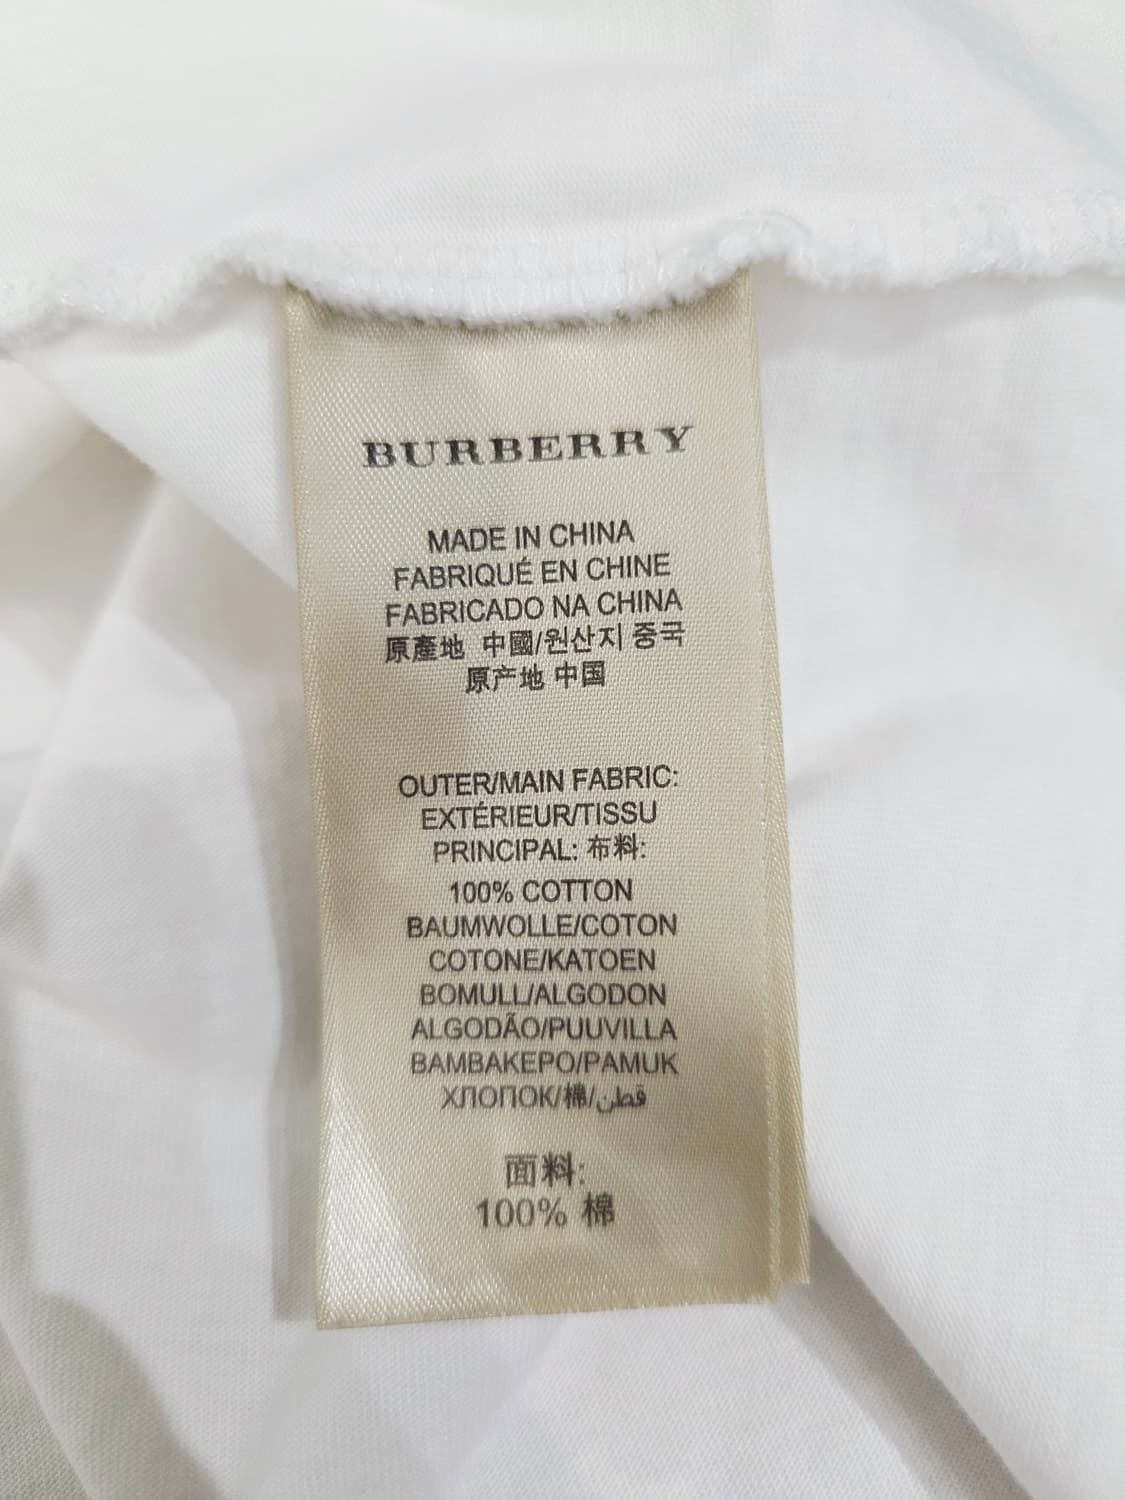 BURBERRY
MADE IN CHINA
FABRIQUÉ EN CHINE
FABRICADO NA CHINA
原產地 中國/원산지 중국
原产地 中国
OUTER/MAIN FABRIC:
EXTÉRIEUR/TISSU
PRINCIPAL: 布料:
100% COTTON
BAUMWOLLE/COTON
COTONE/KATOEN
BOMULL/ALGODON
ALGODÃO/PUUVILLA
BAMBAKEPO/PAMUK
ХЛОПОК/棉/قطن
面料:
100% 棉